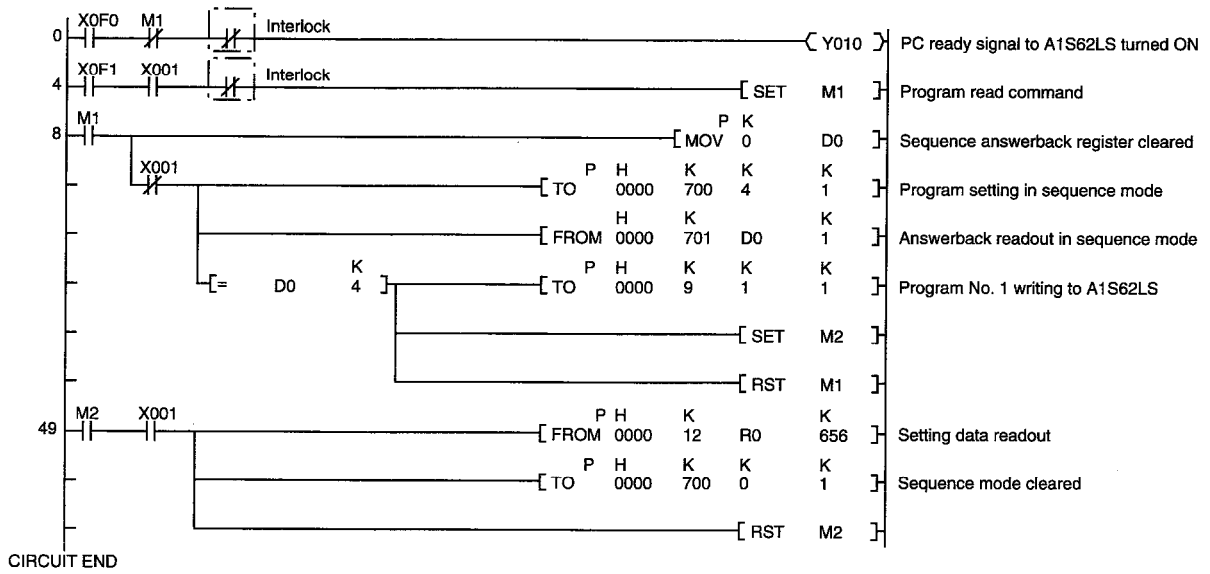 X0F0 M1 Interlock
0 Y010 PC ready signal to A1S62LS turned ON
X0F1 X001 Interlock
4 SET M1 Program read command
M1 P K
8 MOV 0 D0 Sequence answerback register cleared
X001 P H K K K
TO 0000 700 4 1 Program setting in sequence mode
H K K
FROM 0000 701 D0 1 Answerback readout in sequence mode
K P H K K K
= D0 4 TO 0000 9 1 1 Program No. 1 writing to A1S62LS
SET M2
RST M1
M2 X001 P H K K
49 FROM 0000 12 R0 656 Setting data readout
P H K K K
TO 0000 700 0 1 Sequence mode cleared
RST M2
CIRCUIT END